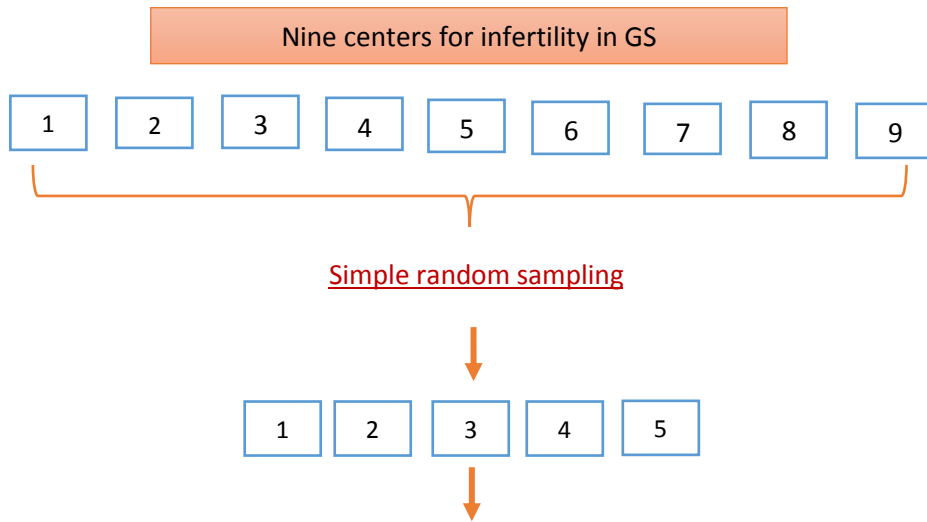 Nine centers for infertility in GS
1 2 3 4 5 6 7 8 9
Simple random sampling
1 2 3 4 5